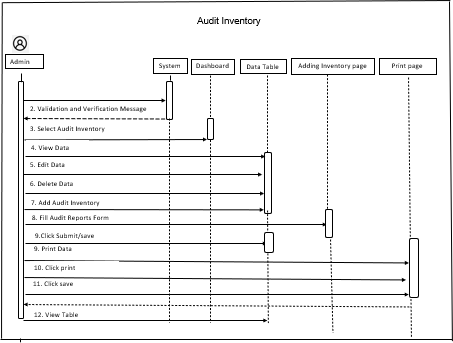 Audit Inventory
Admin
System
Dashboard
Data Table
Adding Inventory page
Print page
2. Validation and Verification Message
3. Select Audit Inventory
4. View Data
5. Edit Data
6. Delete Data
7. Add Audit Inventory
8. Fill Audit Reports Form
9.Click Submit/save
9. Print Data
10. Click print
11. Click save
12. View Table